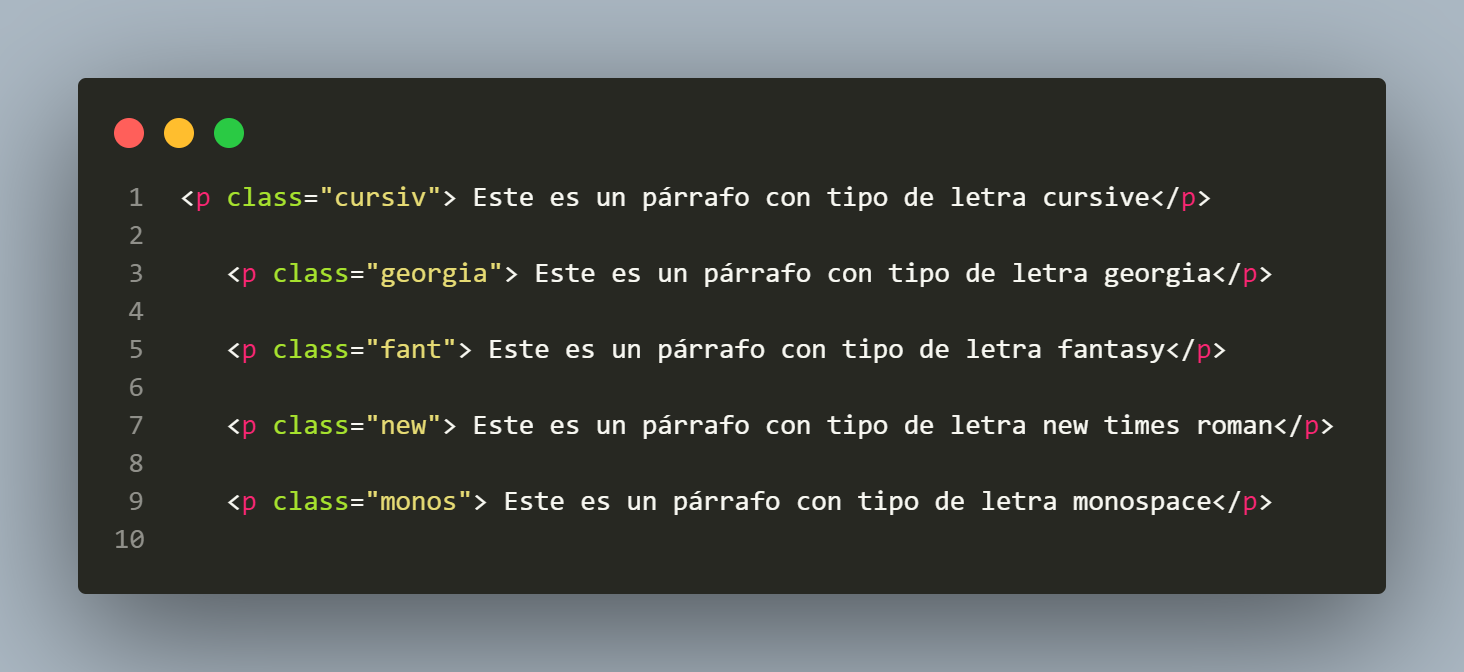 1 <p class="cursiv"> Este es un párrafo con tipo de letra cursive</p>
2
3    <p class="georgia"> Este es un párrafo con tipo de letra georgia</p>
4
5    <p class="fant"> Este es un párrafo con tipo de letra fantasy</p>
6
7    <p class="new"> Este es un párrafo con tipo de letra new times roman</p>
8
9    <p class="monos"> Este es un párrafo con tipo de letra monospace</p>
10